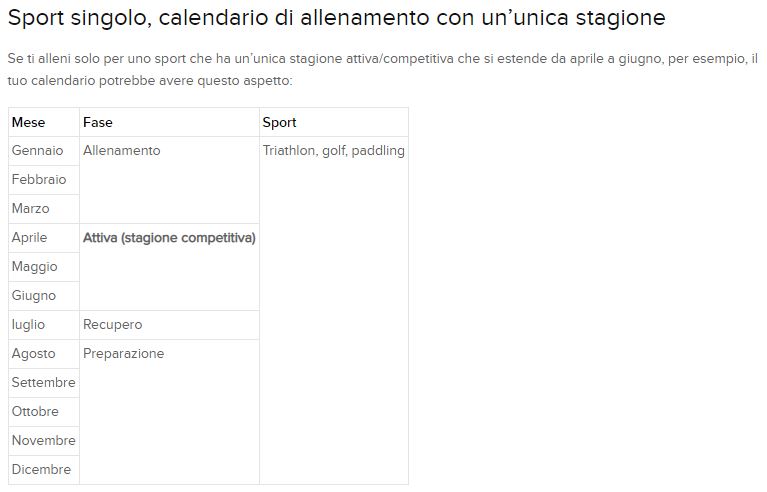 Sport singolo, calendario di allenamento con un’unica stagione
Se ti alleni solo per uno sport che ha un’unica stagione attiva/competitiva che si estende da aprile a giugno, per esempio, il
tuo calendario potrebbe avere questo aspetto:
Mese Fase Sport
Gennaio Allenamento Triathlon, golf, paddling
Febbraio
Marzo
Aprile Attiva (stagione competitiva)
Maggio
Giugno
luglio Recupero
Agosto Preparazione
Settembre
Ottobre
Novembre
Dicembre